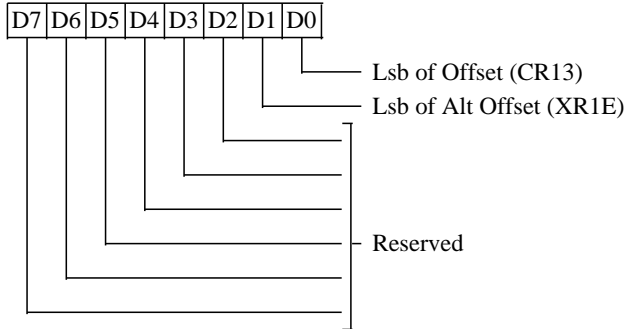 D7 D6 D5 D4 D3 D2 D1 D0
Lsb of Offset (CR13)
Lsb of Alt Offset (XR1E)
Reserved